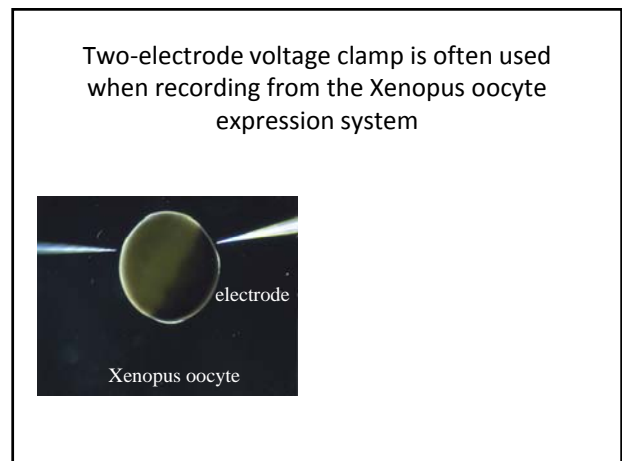 Two-electrode voltage clamp is often used
when recording from the Xenopus oocyte
expression system
electrode
Xenopus oocyte